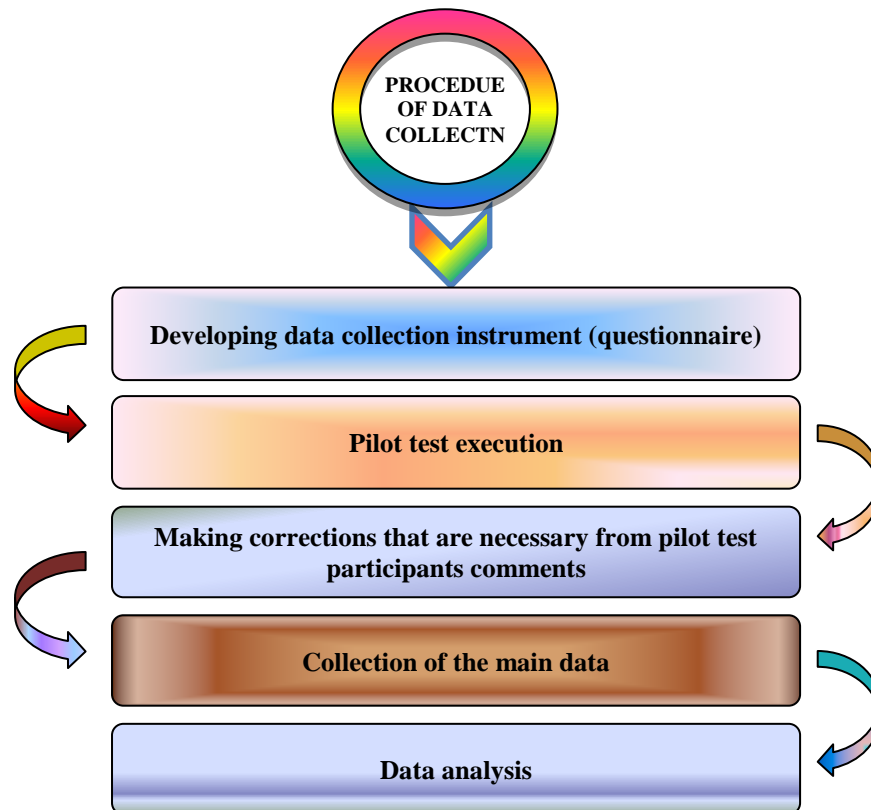 PROCEDUE
OF DATA
COLLECTN
Developing data collection instrument (questionnaire)
Pilot test execution
Making corrections that are necessary from pilot test
participants comments
Collection of the main data
Data analysis